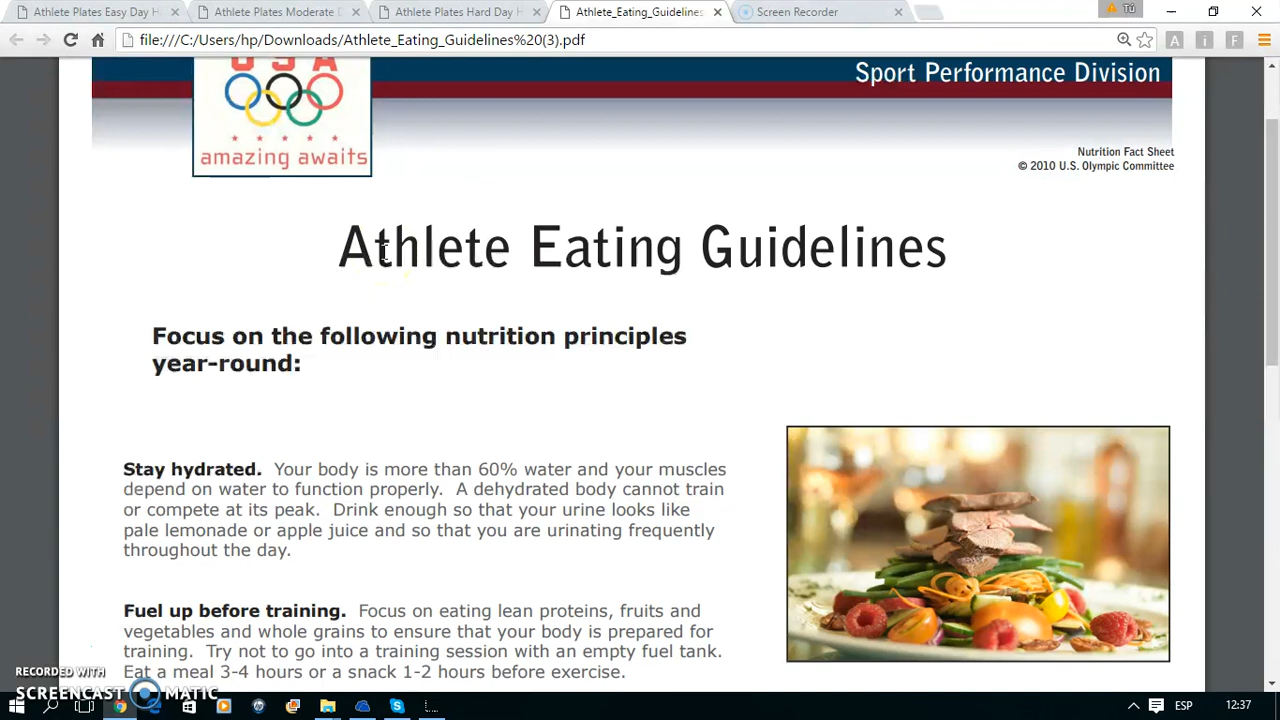 Athlete Plates Easy Day H
Athlete Plates Moderate D
Athlete Plates Hard Day H
Athlete_Eating_Guidelines
Screen Recorder
Tú
file:///C:/Users/hp/Downloads/Athlete_Eating_Guidelines%20(3).pdf
A i F
USA
amazing awaits
Sport Performance Division
Nutrition Fact Sheet
© 2010 U.S. Olympic Committee
Athlete Eating Guidelines
Focus on the following nutrition principles
year-round:
Stay hydrated. Your body is more than 60% water and your muscles
depend on water to function properly. A dehydrated body cannot train
or compete at its peak. Drink enough so that your urine looks like
pale lemonade or apple juice and so that you are urinating frequently
throughout the day.
Fuel up before training. Focus on eating lean proteins, fruits and
vegetables and whole grains to ensure that your body is prepared for
training. Try not to go into a training session with an empty fuel tank.
Eat a meal 3-4 hours or a snack 1-2 hours before exercise.
RECORDED WITH
SCREENCAST MATIC
ESP
12:37